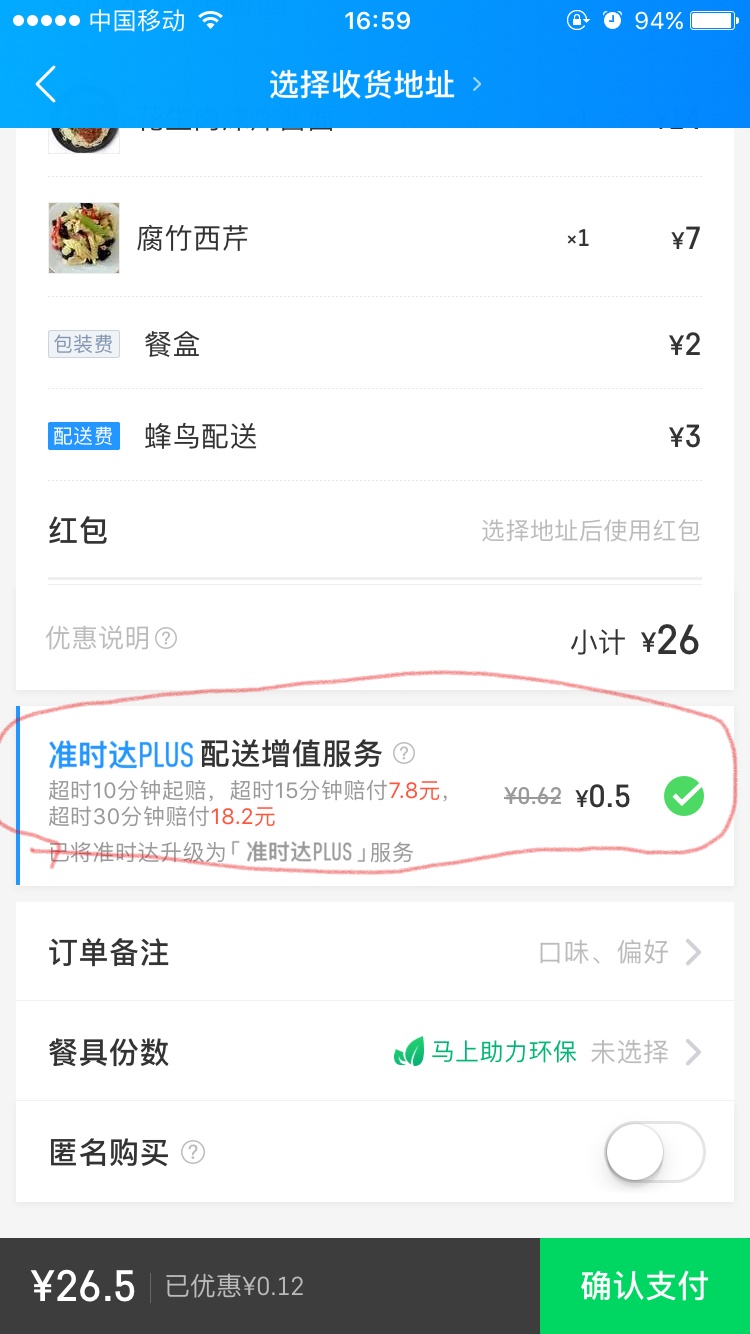 中国移动 16:59 94%
选择收货地址
腐竹西芹 ×1 ¥7
包装费 餐盒 ¥2
配送费 蜂鸟配送 ¥3
红包 选择地址后使用红包
优惠说明? 小计 ¥26
准时达PLUS 配送增值服务 ?
超时10分钟起赔，超时15分钟赔付7.8元， ¥0.62 ¥0.5
超时30分钟赔付18.2元
已将准时达升级为「准时达PLUS」服务
订单备注 口味、偏好
餐具份数 马上助力环保 未选择
匿名购买 ?
¥26.5 已优惠¥0.12 确认支付